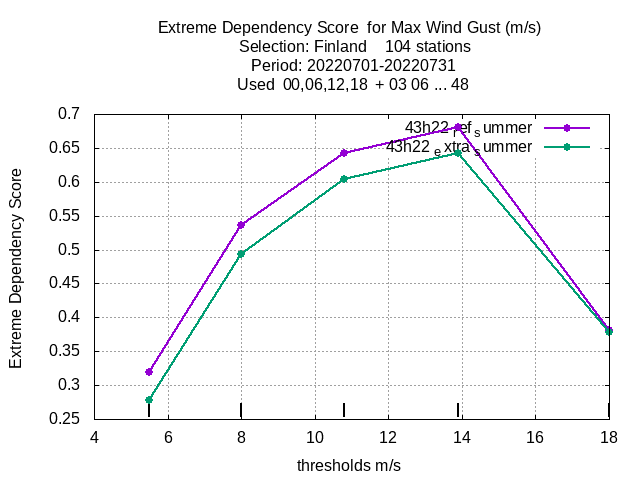 Extreme Dependency Score  for Max Wind Gust (m/s)
Selection: Finland    104 stations
Period: 20220701-20220731
Used  00,06,12,18  + 03 06 ... 48
43h22 ref summer
43h22 extra summer
Extreme Dependency Score
0.7
0.65
0.6
0.55
0.5
0.45
0.4
0.35
0.3
0.25
4 6 8 10 12 14 16 18
thresholds m/s